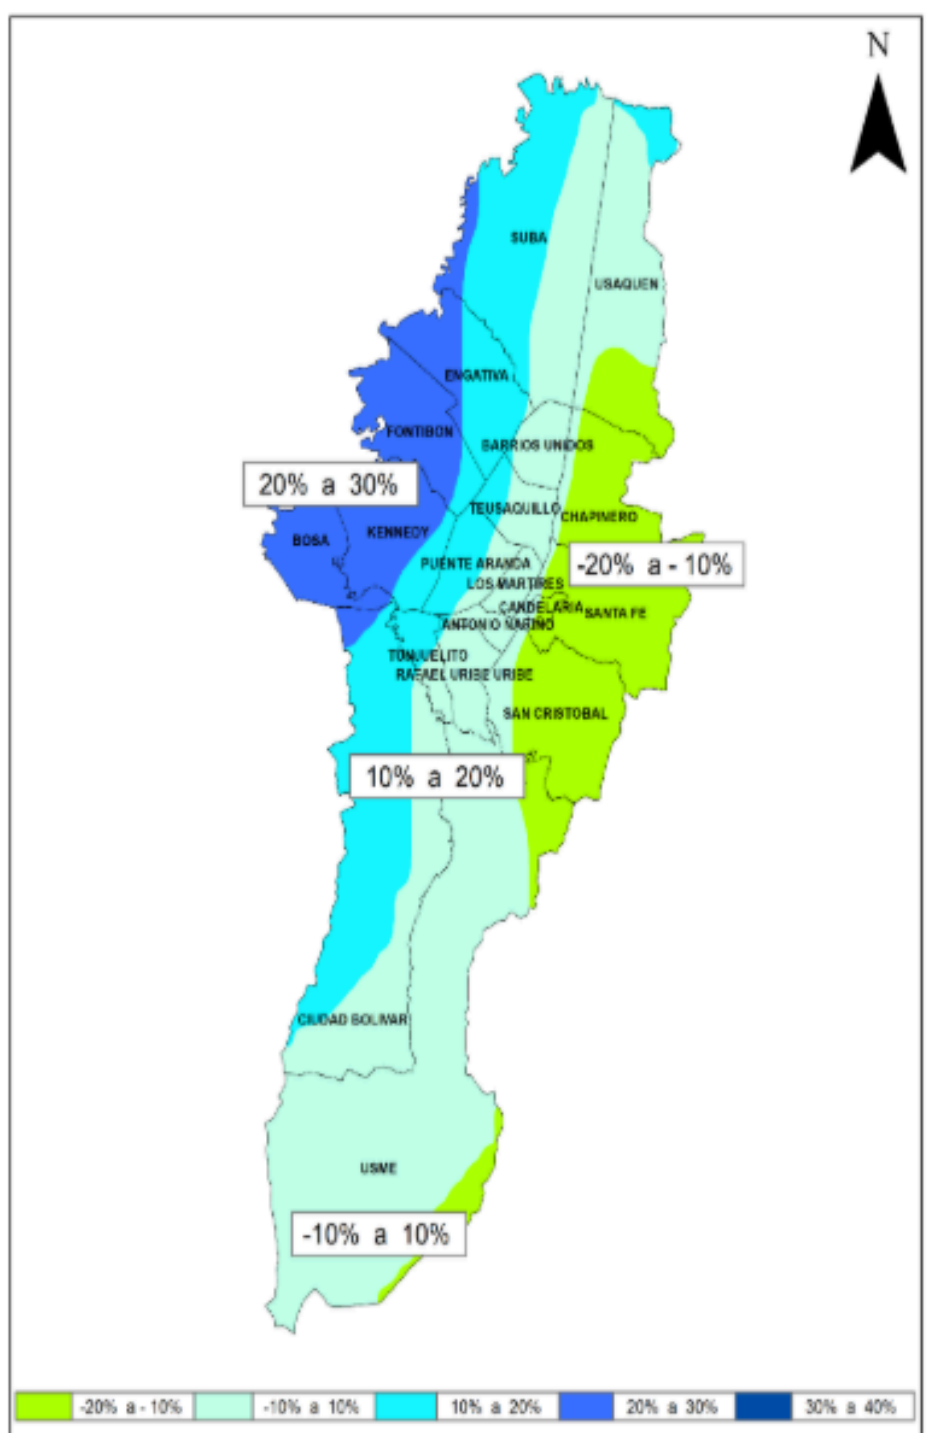 N
SUBA
USAQUEN
ENGATIVA
FONTIBON
BARRIOS UNIDOS
20% a 30%
TEUSAQUILLO
CHAPINERO
KENNEDY
BOSA
PUENTE ARANDA
-20% a - 10%
LOS MARTIRES
CANDELARIA
SANTA FE
ANTONIO NARIÑO
TUNJUELITO
RAFAEL URIBE URIBE
SAN CRISTOBAL
10% a 20%
CIUDAD BOLIVAR
USME
-10% a 10%
-20% a - 10% -10% a 10% 10% a 20% 20% a 30% 30% a 40%